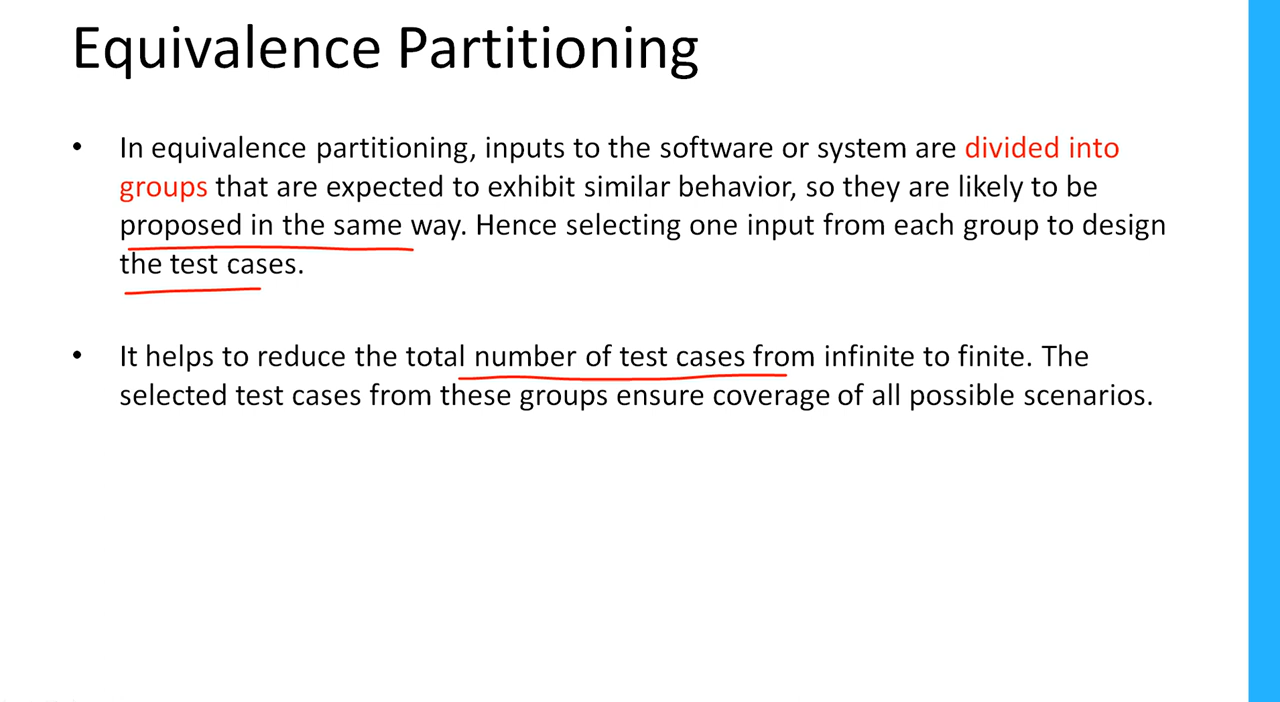 Equivalence Partitioning
• In equivalence partitioning, inputs to the software or system are divided into
groups that are expected to exhibit similar behavior, so they are likely to be
proposed in the same way. Hence selecting one input from each group to design
the test cases.
• It helps to reduce the total number of test cases from infinite to finite. The
selected test cases from these groups ensure coverage of all possible scenarios.